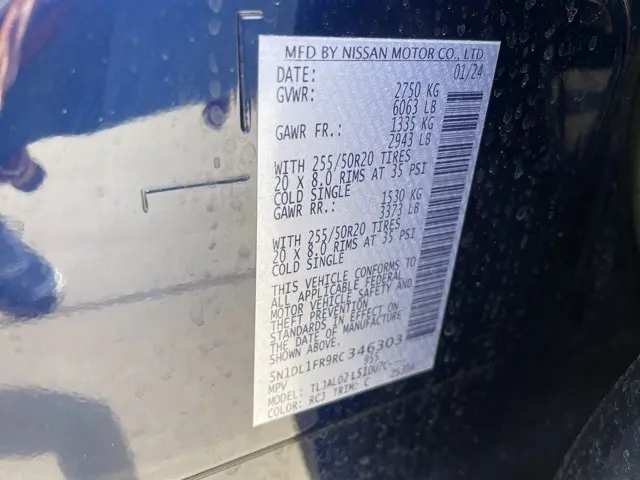 MFD BY NISSAN MOTOR CO., LTD
DATE: 01/24
GVWR: 2750 KG
6063 LB
GAWR FR.: 1335 KG
2943 LB
WITH 255/50R20 TIRES
20 X 8.0 RIMS AT 35 PSI
COLD SINGLE
GAWR RR.: 1530 KG
3373 LB
WITH 255/50R20 TIRES
20 X 8.0 RIMS AT 35 PSI
COLD SINGLE
THIS VEHICLE CONFORMS TO
ALL APPLICABLE FEDERAL
MOTOR VEHICLE SAFETY AND
THEFT PREVENTION
STANDARDS IN EFFECT ON
THE DATE OF MANUFACTURE
SHOWN ABOVE.
5N1DL1FR9RC346303
MPV 955
MODEL:
COLOR: RCJ TRIM: C